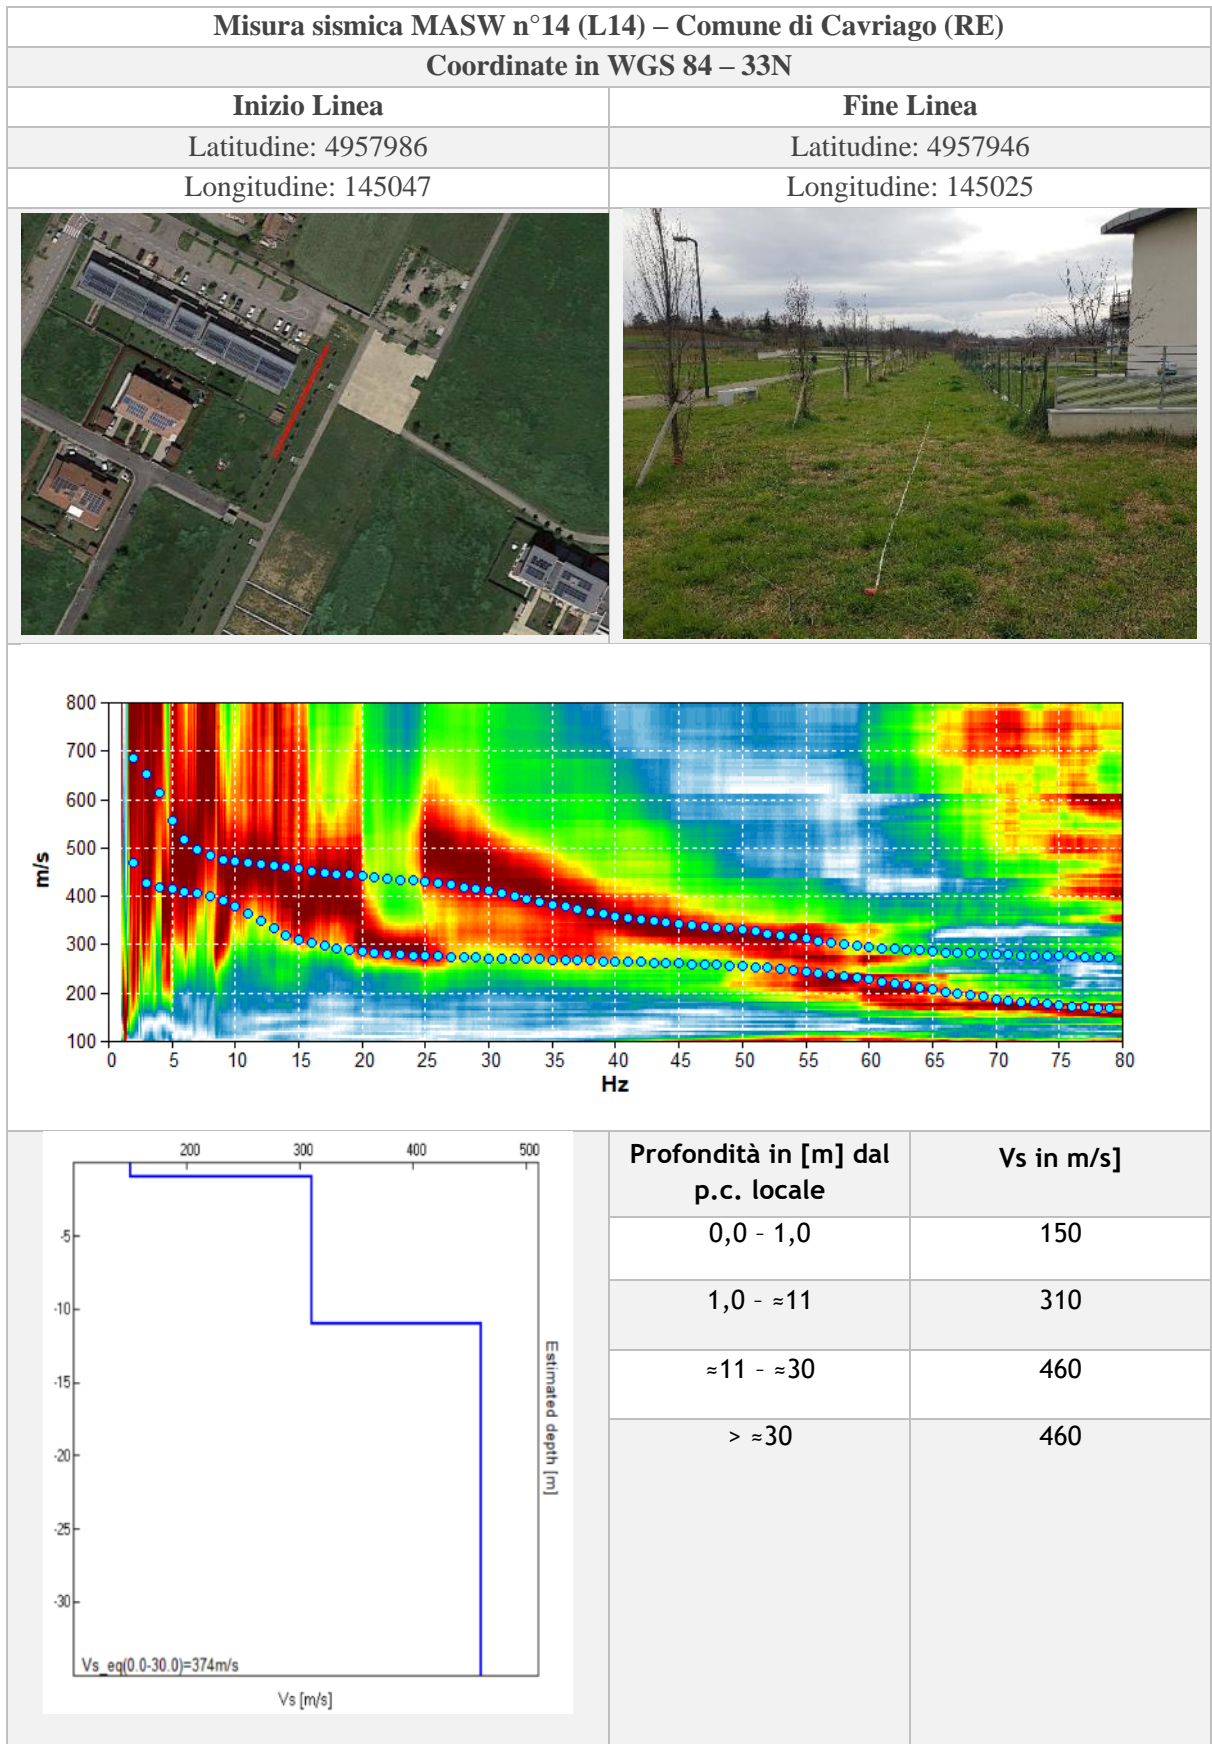 Misura sismica MASW n°14 (L14) – Comune di Cavriago (RE)
Coordinate in WGS 84 – 33N
Inizio Linea
Fine Linea
Latitudine: 4957986
Latitudine: 4957946
Longitudine: 145047
Longitudine: 145025
800
700
600
500
400
300
200
100
m/s
0 5 10 15 20 25 30 35 40 45 50 55 60 65 70 75 80
Hz
200 300 400 500
-5
-10
-15
-20
-25
-30
Estimated depth [m]
Vs_eq(0.0-30.0)=374m/s
Vs [m/s]
Profondità in [m] dal
p.c. locale
Vs in m/s]
0,0 – 1,0
150
1,0 – ≈11
310
≈11 – ≈30
460
> ≈30
460